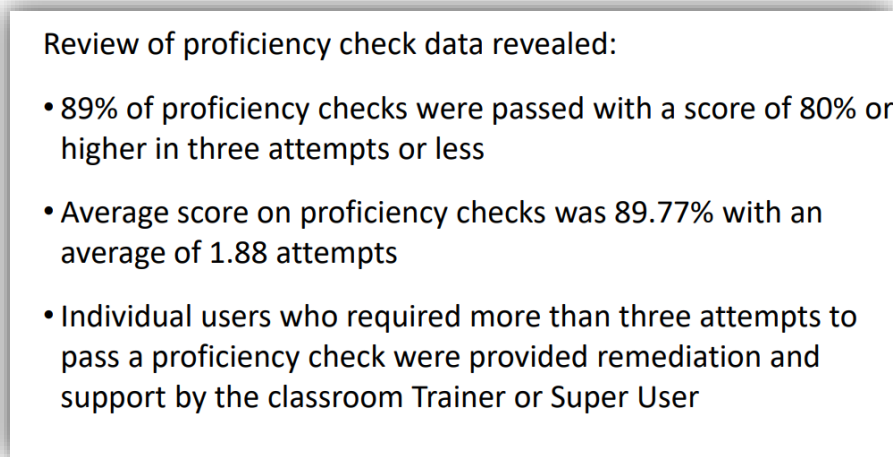 Review of proficiency check data revealed:
• 89% of proficiency checks were passed with a score of 80% or
higher in three attempts or less
• Average score on proficiency checks was 89.77% with an
average of 1.88 attempts
• Individual users who required more than three attempts to
pass a proficiency check were provided remediation and
support by the classroom Trainer or Super User